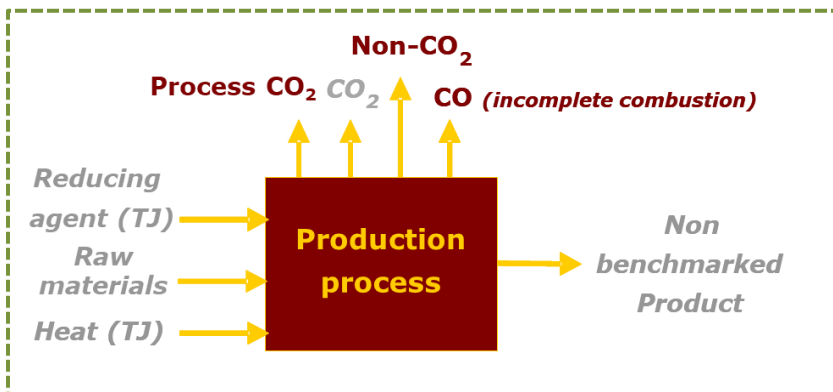 Non-CO2
Process CO2
CO2
CO (incomplete combustion)
Reducing
agent (TJ)
Raw
materials
Heat (TJ)
Production
process
Non
benchmarked
Product